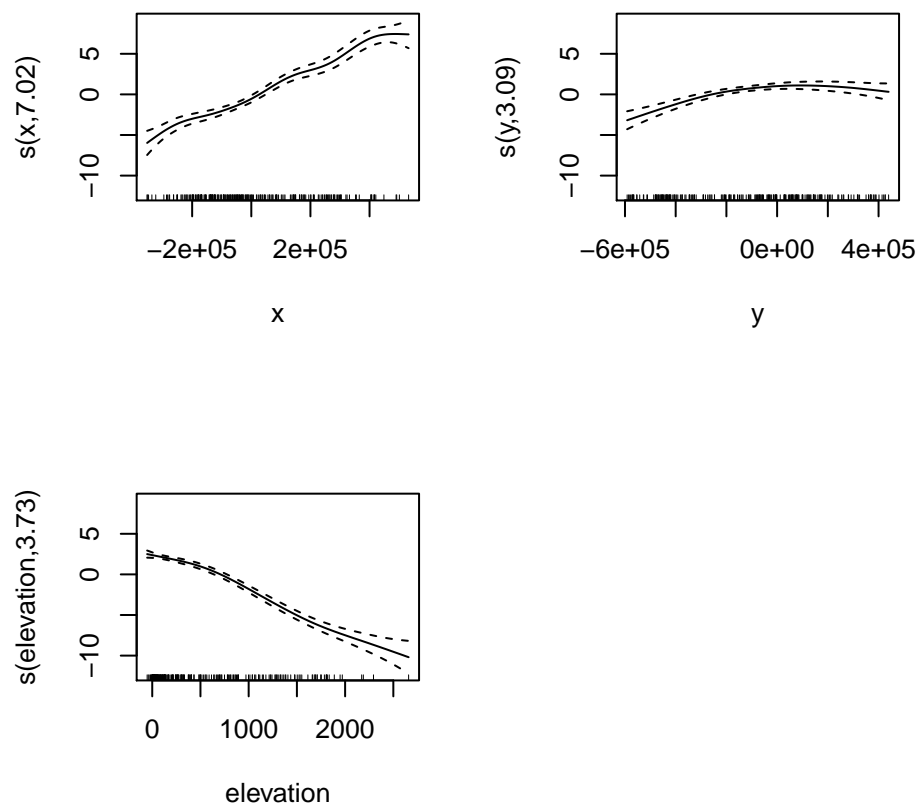 s(x,7.02)
5
0
−10
−2e+05 2e+05
x
s(y,3.09)
5
0
−10
−6e+05 0e+00 4e+05
y
s(elevation,3.73)
5
0
−10
0 1000 2000
elevation